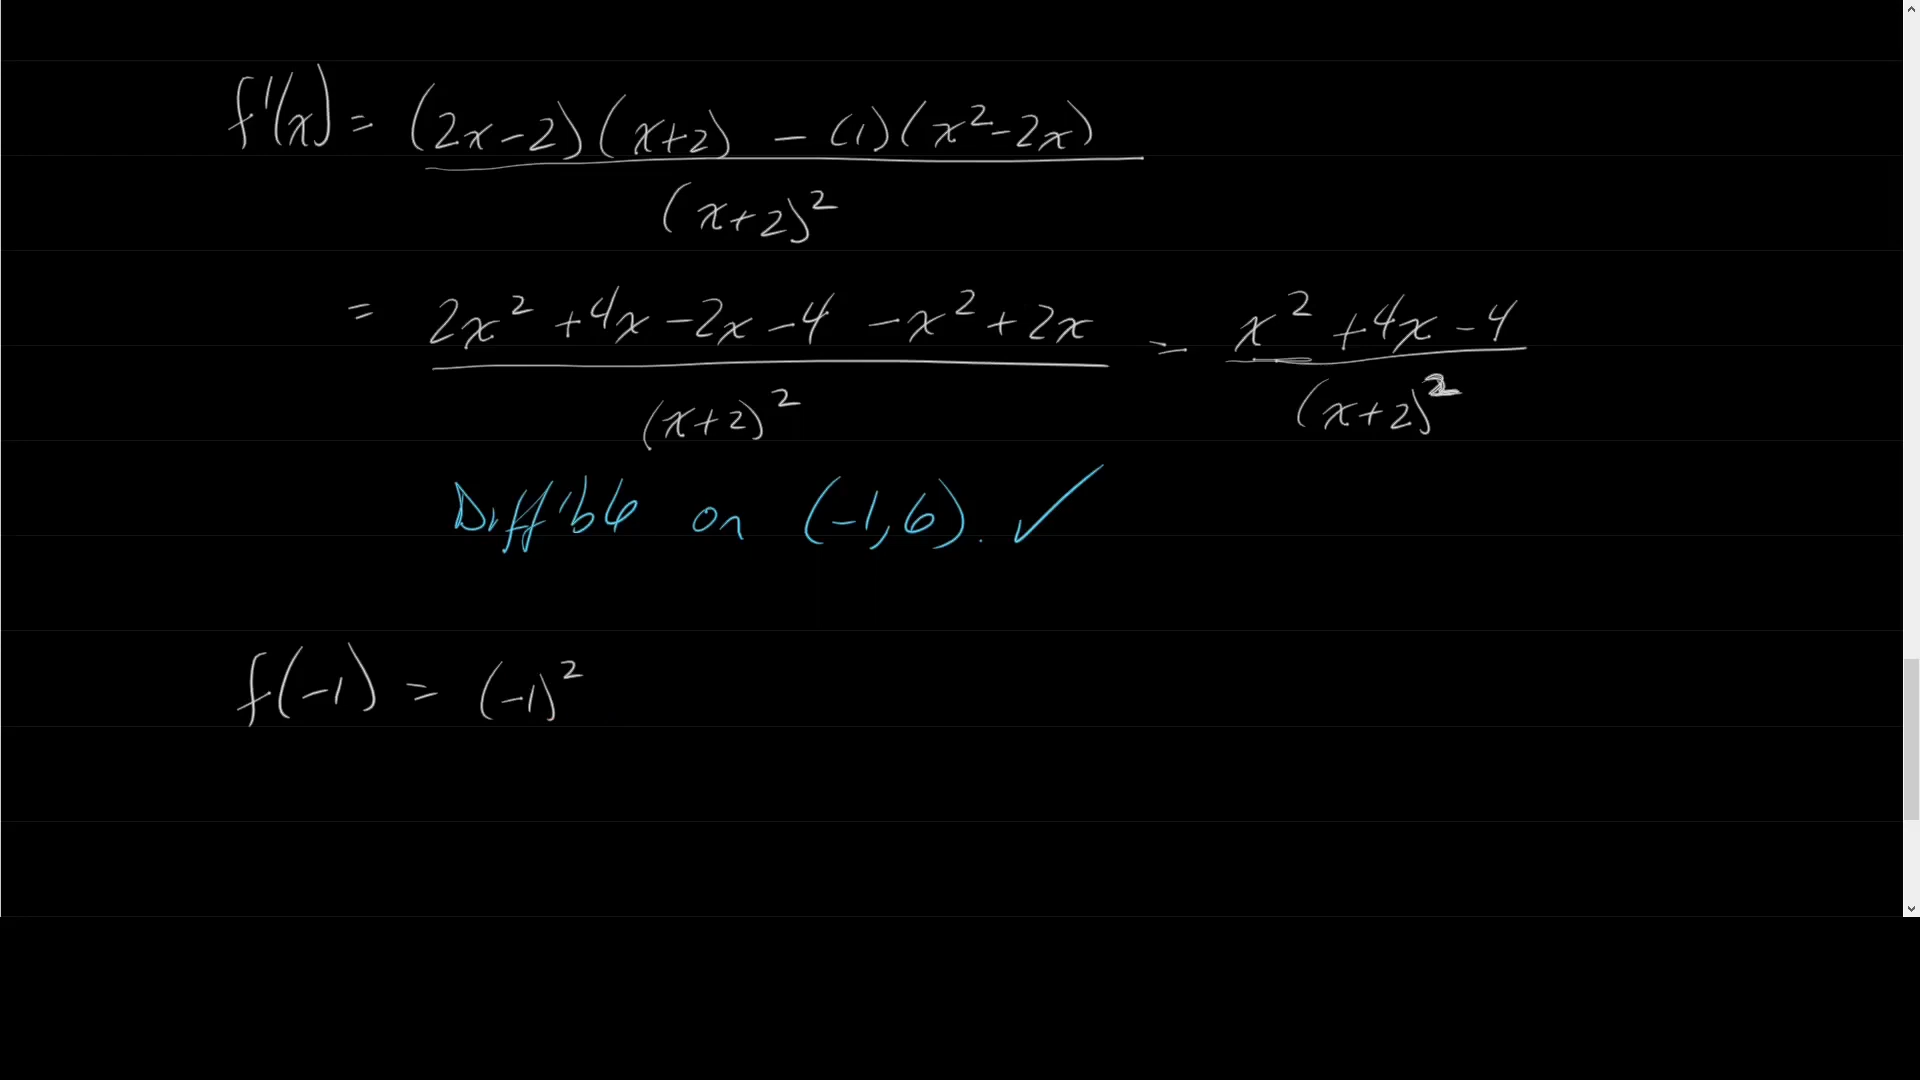 f'(x) = ((2x-2)(x+2) - (1)(x²-2x)) / (x+2)²
= (2x² +4x -2x -4 -x² +2x) / (x+2)² = (x² +4x -4) / (x+2)²
Diff'ble on (-1,6). ✓
f(-1) = (-1)²